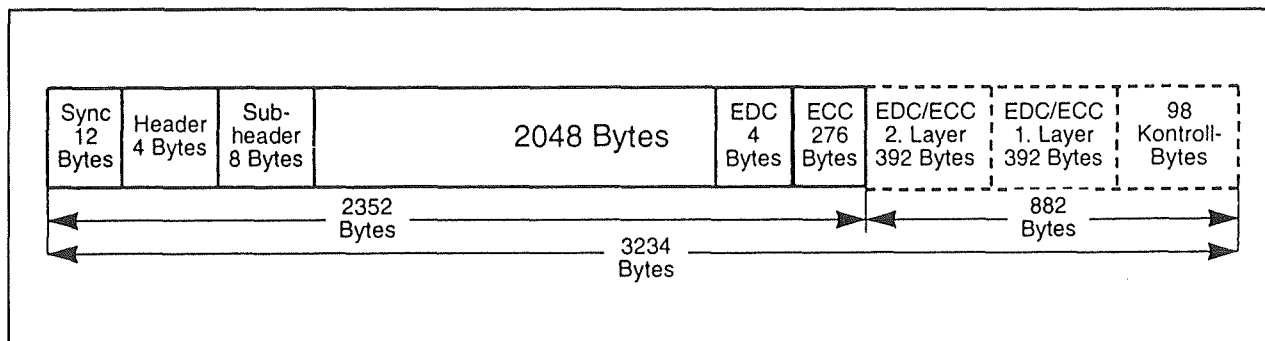 Sync
12
Bytes
Header
4 Bytes
Sub-
header
8 Bytes
2048 Bytes
EDC
4
Bytes
ECC
276
Bytes
EDC/ECC
2. Layer
392 Bytes
EDC/ECC
1. Layer
392 Bytes
98
Kontroll-
Bytes
2352
Bytes
882
Bytes
3234
Bytes